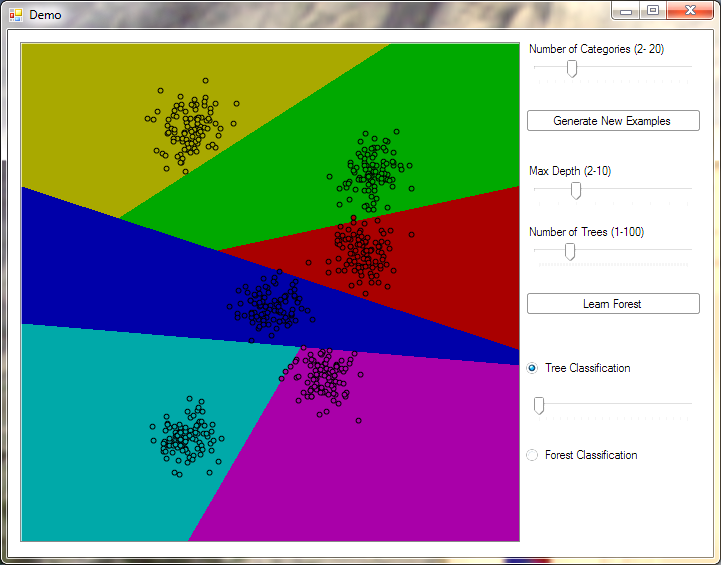 Demo
Number of Categories (2- 20)
Generate New Examples
Max Depth (2-10)
Number of Trees (1-100)
Learn Forest
Tree Classification
Forest Classification